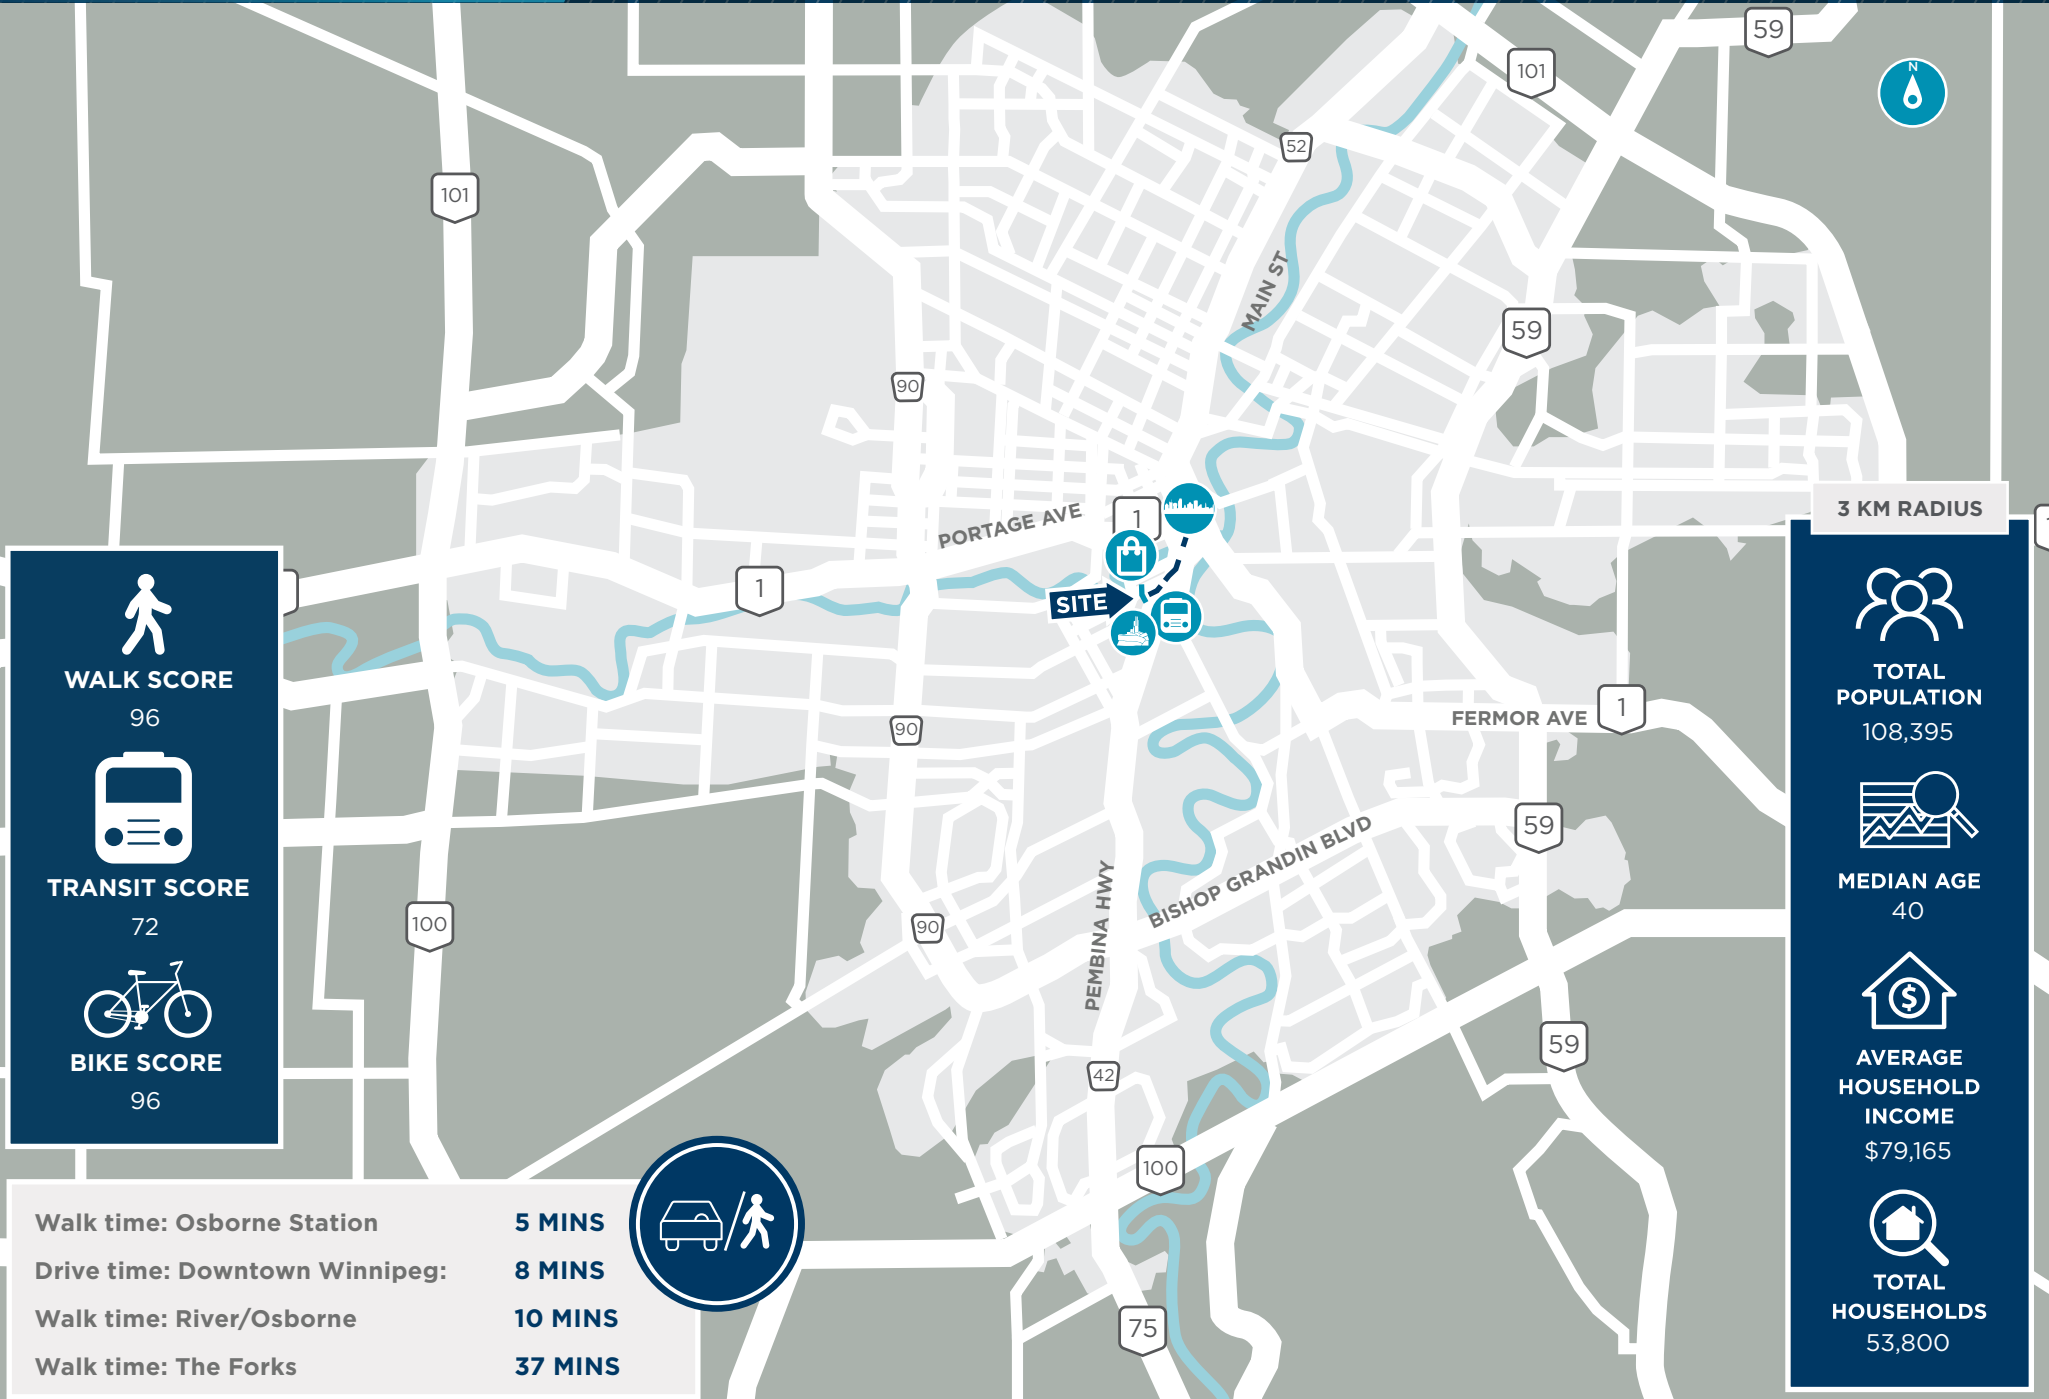 59
101
N
52
101
MAIN ST
59
90
3 KM RADIUS
PORTAGE AVE
1
1
SITE
WALK SCORE
96
TRANSIT SCORE
72
BIKE SCORE
96
TOTAL
POPULATION
108,395
MEDIAN AGE
40
AVERAGE
HOUSEHOLD
INCOME
$79,165
TOTAL
HOUSEHOLDS
53,800
FERMOR AVE
1
90
59
BISHOP GRANDIN BLVD
PEMBINA HWY
100
90
59
42
100
75
Walk time: Osborne Station 5 MINS
Drive time: Downtown Winnipeg: 8 MINS
Walk time: River/Osborne 10 MINS
Walk time: The Forks 37 MINS